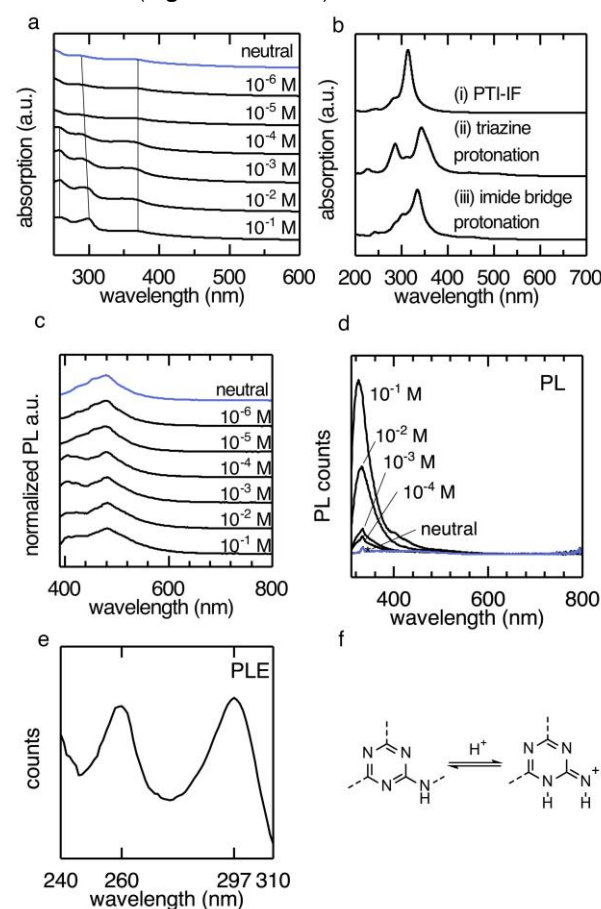 a
neutral
10-6 M
10-5 M
10-4 M
10-3 M
10-2 M
10-1 M
absorption (a.u.)
300 400 500 600
wavelength (nm)
b
(i) PTI-IF
(ii) triazine
protonation
(iii) imide bridge
protonation
absorption (a.u.)
200 300 400 500 600 700
wavelength (nm)
c
neutral
10-6 M
10-5 M
10-4 M
10-3 M
10-2 M
10-1 M
normalized PL a.u.
400 600 800
wavelength (nm)
d
PL
10-1 M
10-2 M
10-3 M
10-4 M
neutral
PL counts
400 600 800
wavelength (nm)
e
PLE
counts
240 260 297 310
wavelength (nm)
f
N N
N N
H
H+
N N
N N+
H H